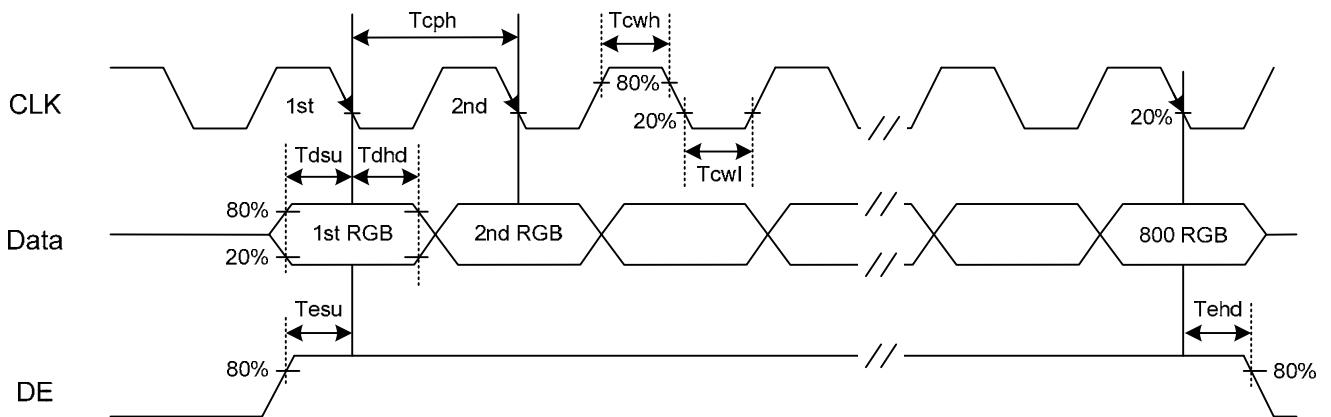 Tcph
Tcwh
CLK
1st
2nd
80%
20%
20%
Tcwl
Tdsu
Tdhd
Data
80%
20%
1st RGB
2nd RGB
800 RGB
Tesu
Tehd
DE
80%
80%